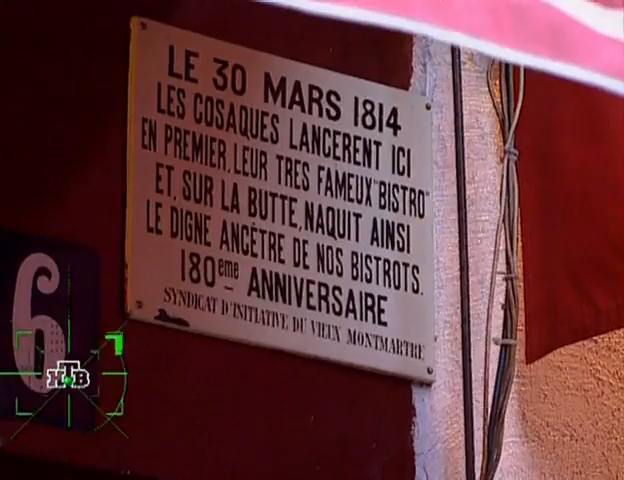 LE 30 MARS 1814
LES COSAQUES LANCERENT ICI
EN PREMIER, LEUR TRES FAMEUX "BISTRO"
ET, SUR LA BUTTE, NAQUIT AINSI
LE DIGNE ANCÊTRE DE NOS BISTROTS.
180ème ANNIVERSAIRE
SYNDICAT D'INITIATIVE DU VIEUX MONTMARTRE
6
НТВ